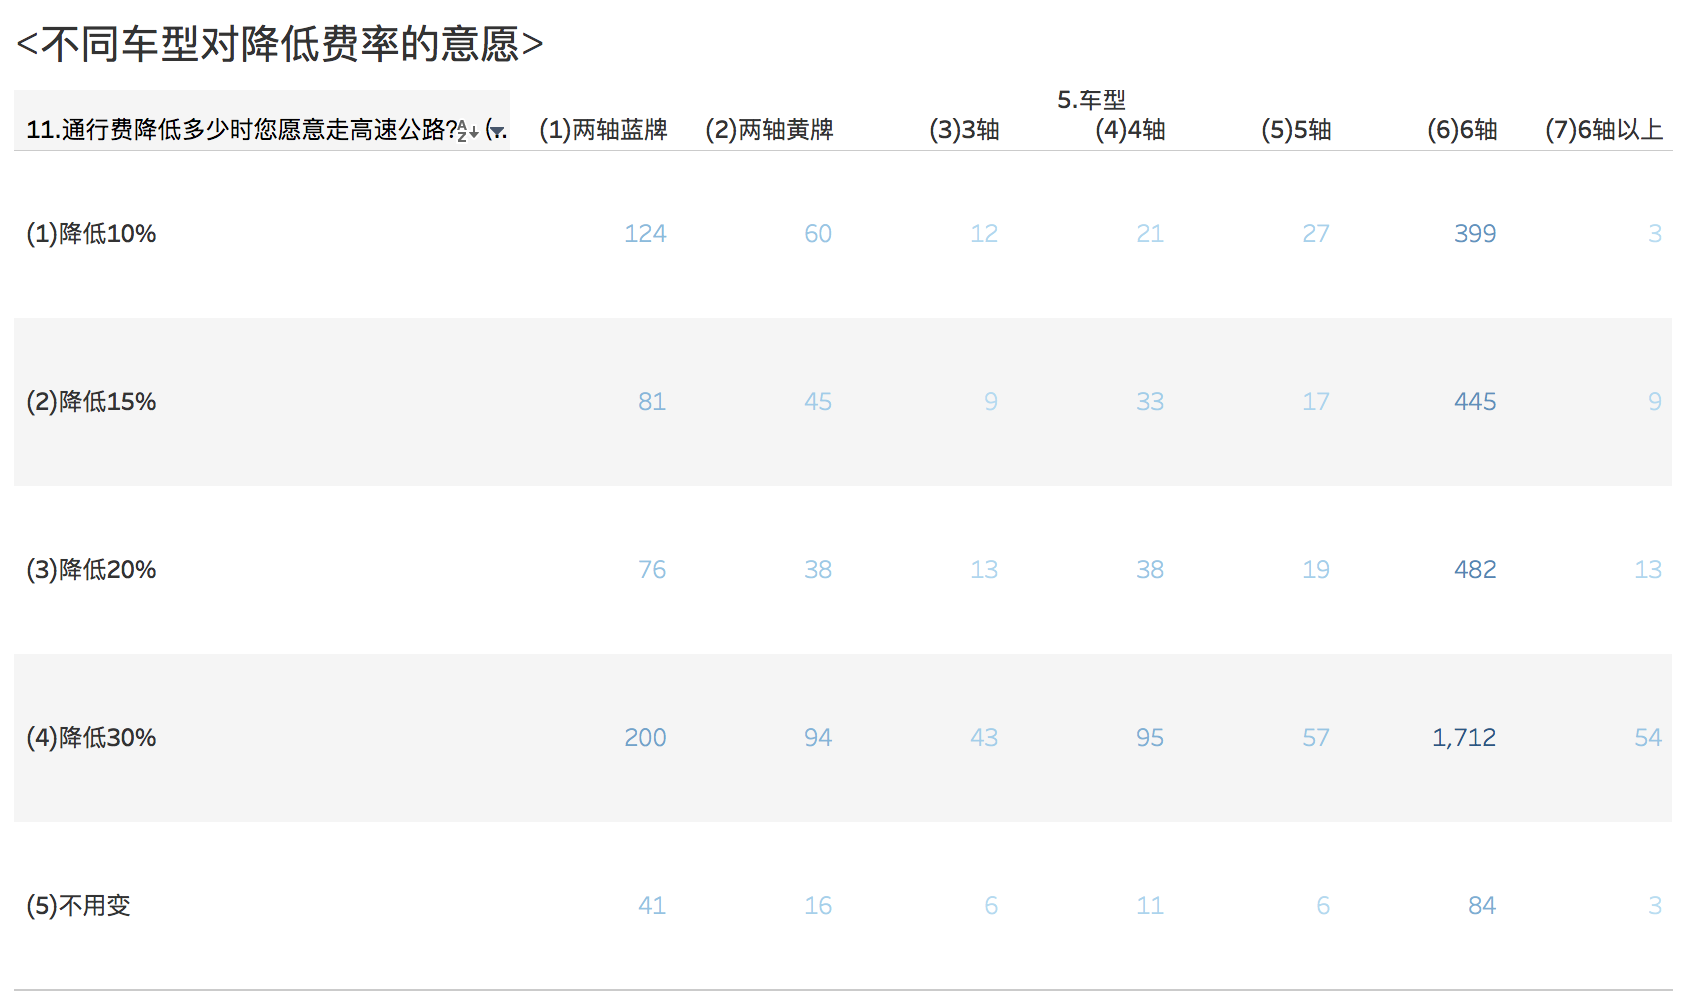 <不同车型对降低费率的意愿>
5.车型
11.通行费降低多少时您愿意走高速公路? (.. (1)两轴蓝牌 (2)两轴黄牌 (3)3轴 (4)4轴 (5)5轴 (6)6轴 (7)6轴以上
(1)降低10% 124 60 12 21 27 399 3
(2)降低15% 81 45 9 33 17 445 9
(3)降低20% 76 38 13 38 19 482 13
(4)降低30% 200 94 43 95 57 1,712 54
(5)不用变 41 16 6 11 6 84 3